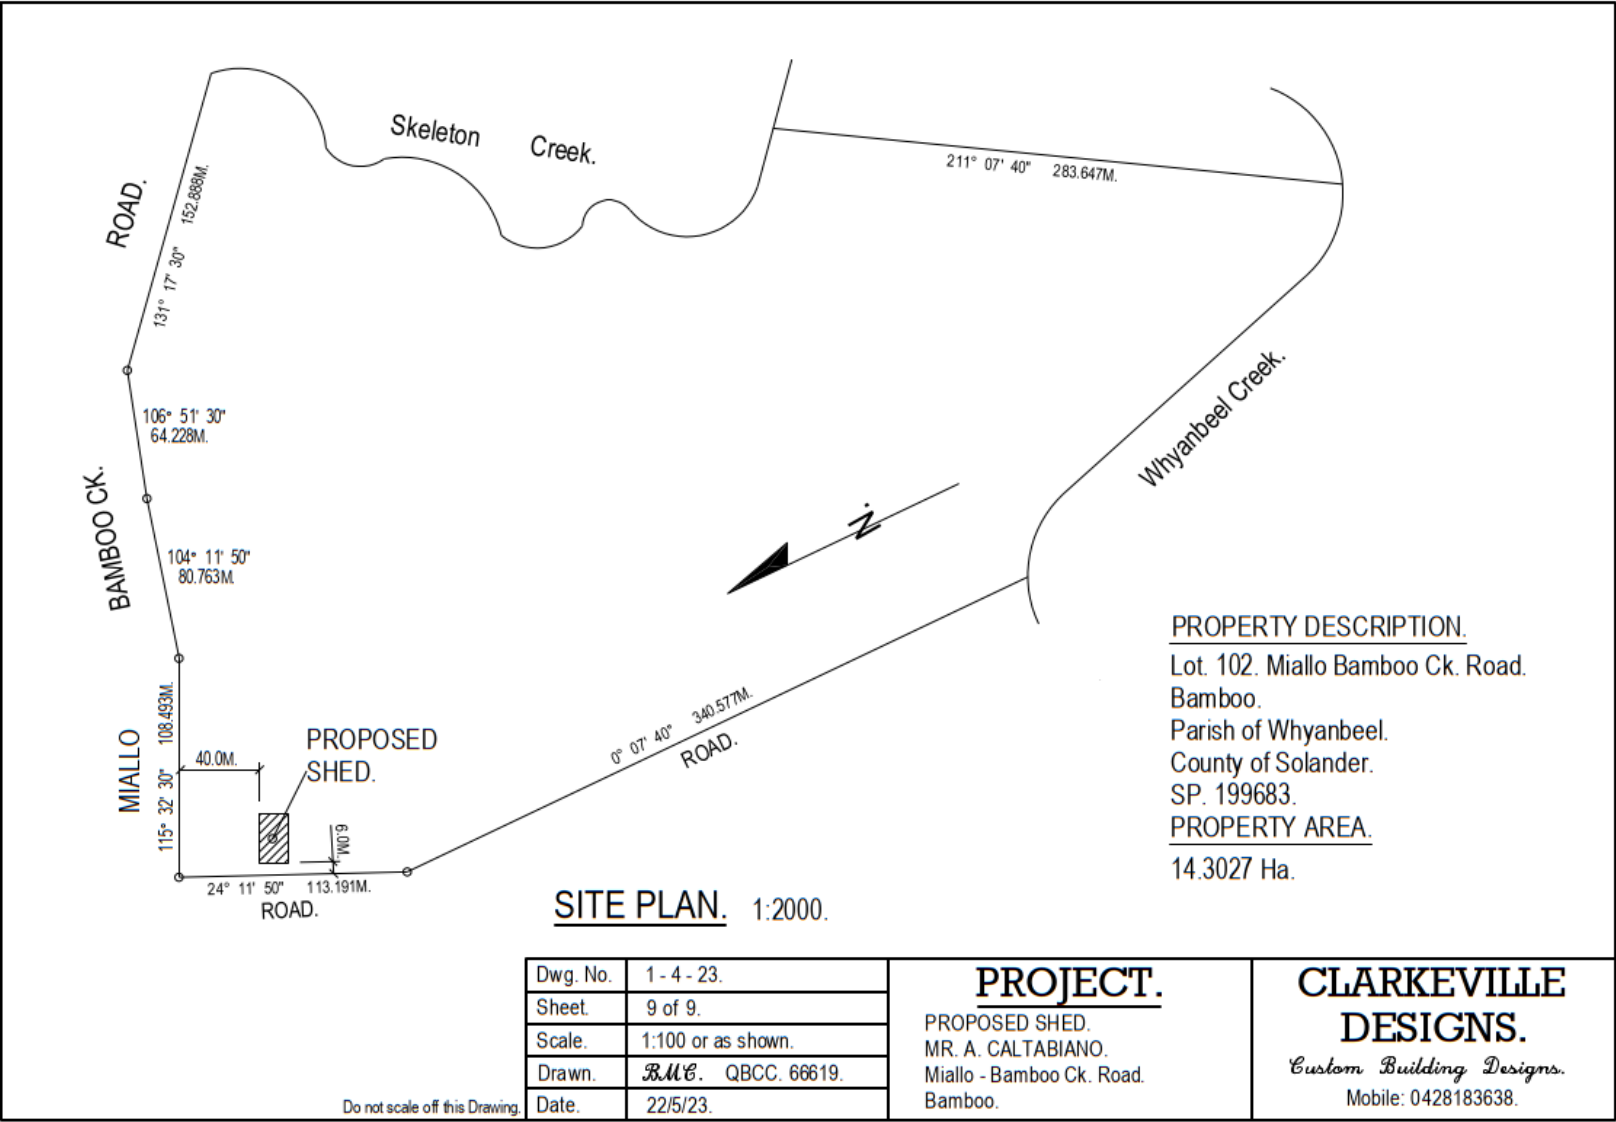 Skeleton Creek.
211° 07' 40" 283.647M.
ROAD.
131° 17' 30" 152.888M.
106° 51' 30"
64.228M.
Whyanbeel Creek.
BAMBOO CK.
104° 11' 50"
80.763M.
N.
MIALLO
115° 32' 30" 108.493M.
40.0M.
PROPOSED
SHED.
6.0M.
0° 07' 40" 340.577M.
ROAD.
24° 11' 50" 113.191M.
ROAD.
PROPERTY DESCRIPTION.
Lot. 102. Miallo Bamboo Ck. Road.
Bamboo.
Parish of Whyanbeel.
County of Solander.
SP. 199683.
PROPERTY AREA.
14.3027 Ha.
SITE PLAN. 1:2000.
Do not scale off this Drawing.
Dwg. No. 1 - 4 - 23.
Sheet. 9 of 9.
Scale. 1:100 or as shown.
Drawn. BMC. QBCC. 66619.
Date. 22/5/23.
PROJECT.
PROPOSED SHED.
MR. A. CALTABIANO.
Miallo - Bamboo Ck. Road.
Bamboo.
CLARKEVILLE
DESIGNS.
Custom Building Designs.
Mobile: 0428183638.